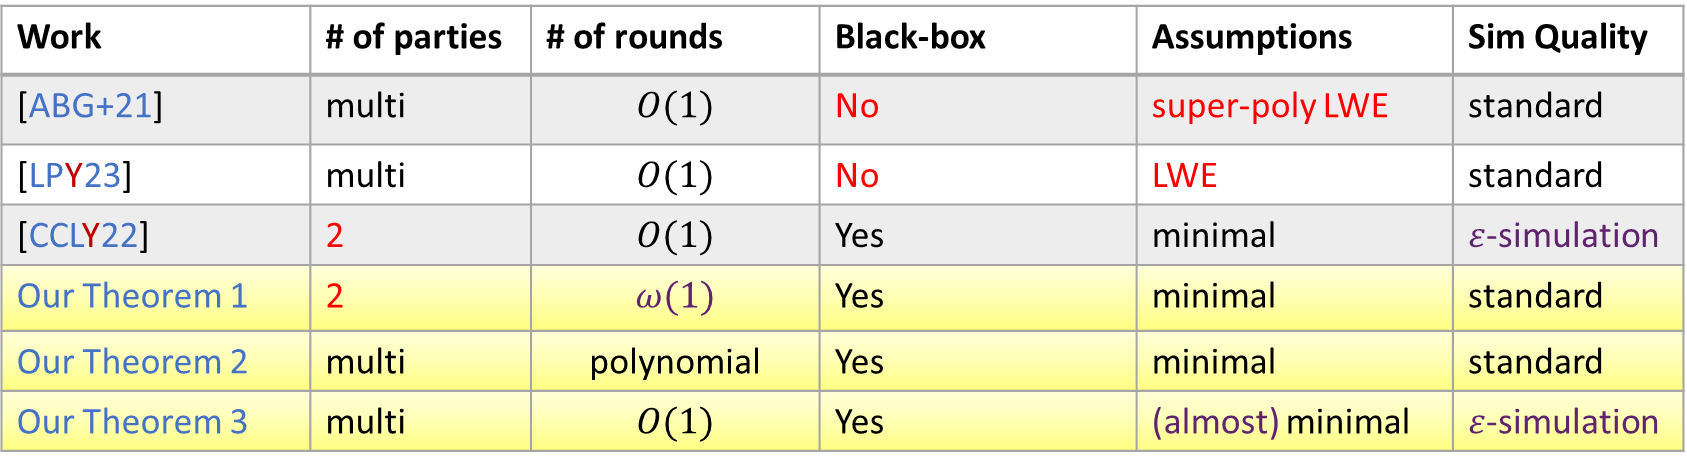 Work # of parties # of rounds Black-box Assumptions Sim Quality
[ABG+21] multi O(1) No super-poly LWE standard
[LPY23] multi O(1) No LWE standard
[CCLY22] 2 O(1) Yes minimal ε-simulation
Our Theorem 1 2 ω(1) Yes minimal standard
Our Theorem 2 multi polynomial Yes minimal standard
Our Theorem 3 multi O(1) Yes (almost) minimal ε-simulation